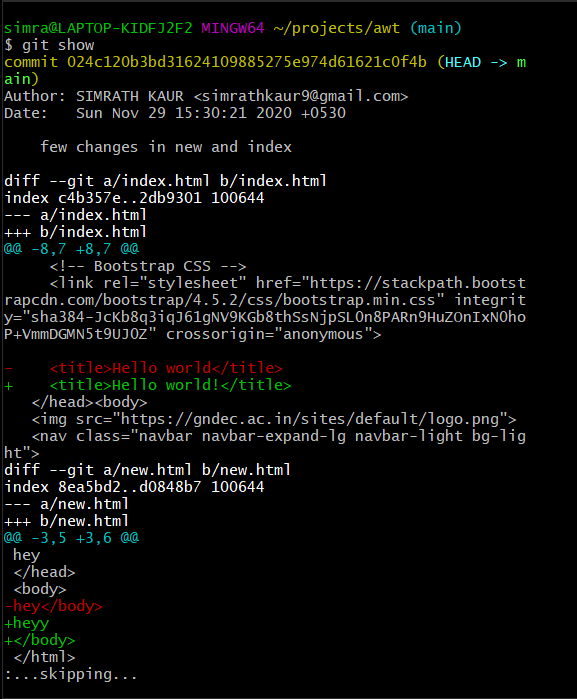 simra@LAPTOP-KIDFJ2F2 MINGW64 ~/projects/awt (main)
$ git show
commit 024c120b3bd31624109885275e974d61621c0f4b (HEAD -> m
ain)
Author: SIMRATH KAUR <simrathkaur9@gmail.com>
Date:   Sun Nov 29 15:30:21 2020 +0530

    few changes in new and index

diff --git a/index.html b/index.html
index c4b357e..2db9301 100644
--- a/index.html
+++ b/index.html
@@ -8,7 +8,7 @@
     <!-- Bootstrap CSS -->
     <link rel="stylesheet" href="https://stackpath.bootst
rapcdn.com/bootstrap/4.5.2/css/bootstrap.min.css" integrit
y="sha384-JcKb8q3iqJ61gNV9KGb8thSsNjpSL0n8PARn9HuZOnIxN0ho
P+VmmDGMN5t9UJ0Z" crossorigin="anonymous">

-    <title>Hello world</title>
+    <title>Hello world!</title>
   </head><body>
   <img src="https://gndec.ac.in/sites/default/logo.png">
   <nav class="navbar navbar-expand-lg navbar-light bg-lig
ht">
diff --git a/new.html b/new.html
index 8ea5bd2..d0848b7 100644
--- a/new.html
+++ b/new.html
@@ -3,5 +3,6 @@
 hey
 </head>
 <body>
-hey</body>
+heyy
+</body>
 </html>
:...skipping...